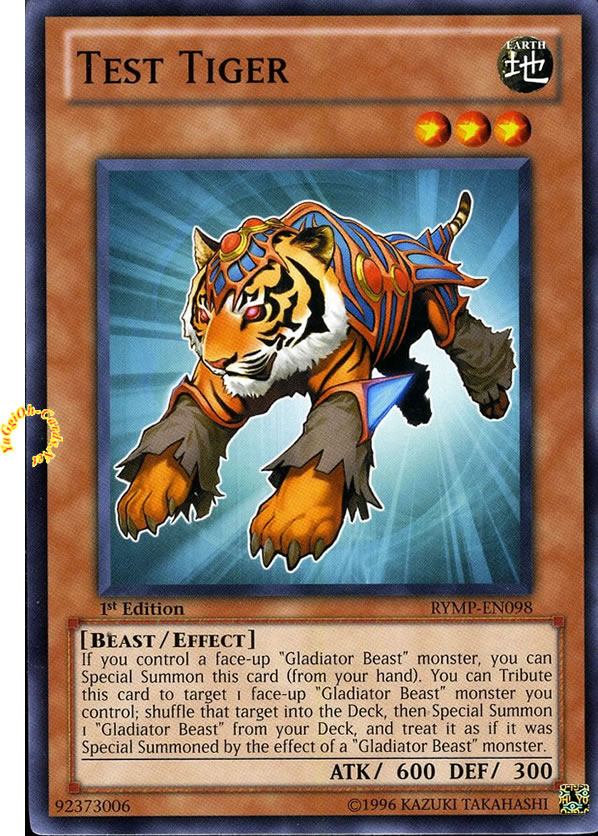 TEST TIGER
EARTH
地
YuGgiOh-Cards.Net
1st Edition
RYMP-EN098
[BEAST/EFFECT]
If you control a face-up "Gladiator Beast" monster, you can
Special Summon this card (from your hand). You can Tribute
this card to target 1 face-up "Gladiator Beast" monster you
control; shuffle that target into the Deck, then Special Summon
1 "Gladiator Beast" from your Deck, and treat it as if it was
Special Summoned by the effect of a "Gladiator Beast" monster.
ATK/ 600 DEF/ 300
92373006
©1996 KAZUKI TAKAHASHI